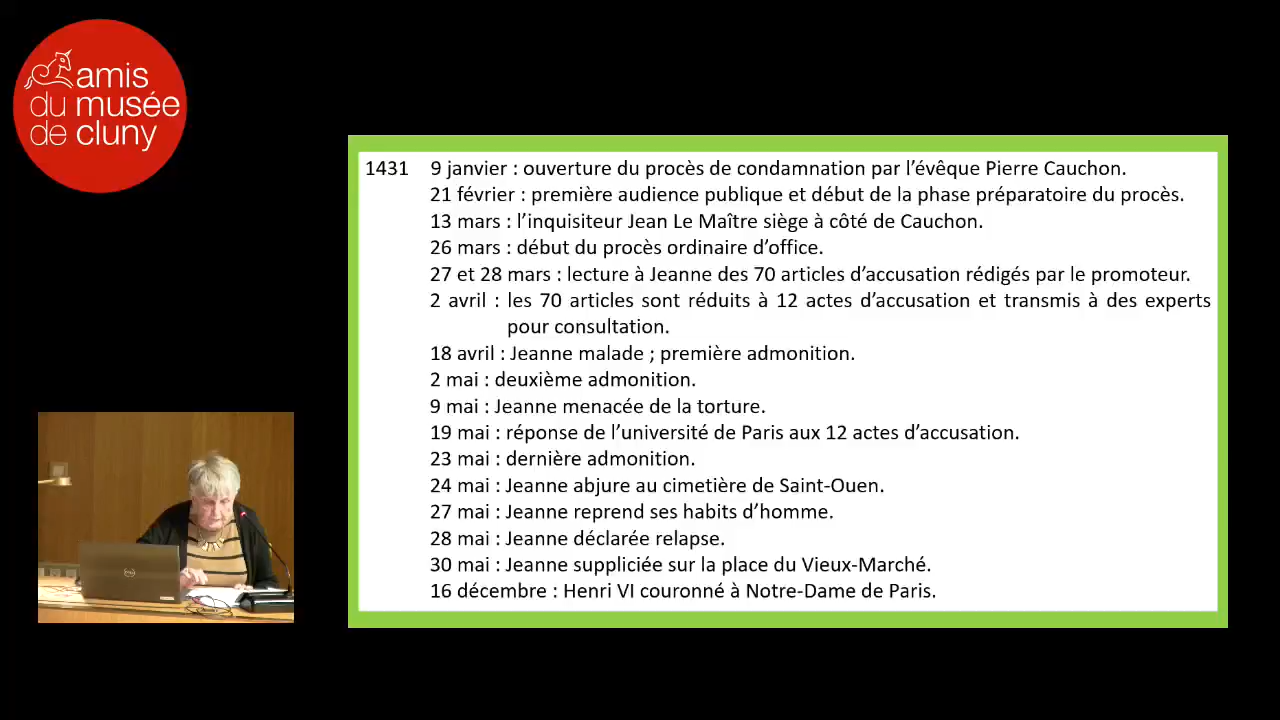 amis
du musée
de cluny
1431 9 janvier : ouverture du procès de condamnation par l’évêque Pierre Cauchon.
21 février : première audience publique et début de la phase préparatoire du procès.
13 mars : l’inquisiteur Jean Le Maître siège à côté de Cauchon.
26 mars : début du procès ordinaire d’office.
27 et 28 mars : lecture à Jeanne des 70 articles d’accusation rédigés par le promoteur.
2 avril : les 70 articles sont réduits à 12 actes d’accusation et transmis à des experts
pour consultation.
18 avril : Jeanne malade ; première admonition.
2 mai : deuxième admonition.
9 mai : Jeanne menacée de la torture.
19 mai : réponse de l’université de Paris aux 12 actes d’accusation.
23 mai : dernière admonition.
24 mai : Jeanne abjure au cimetière de Saint-Ouen.
27 mai : Jeanne reprend ses habits d’homme.
28 mai : Jeanne déclarée relapse.
30 mai : Jeanne suppliciée sur la place du Vieux-Marché.
16 décembre : Henri VI couronné à Notre-Dame de Paris.